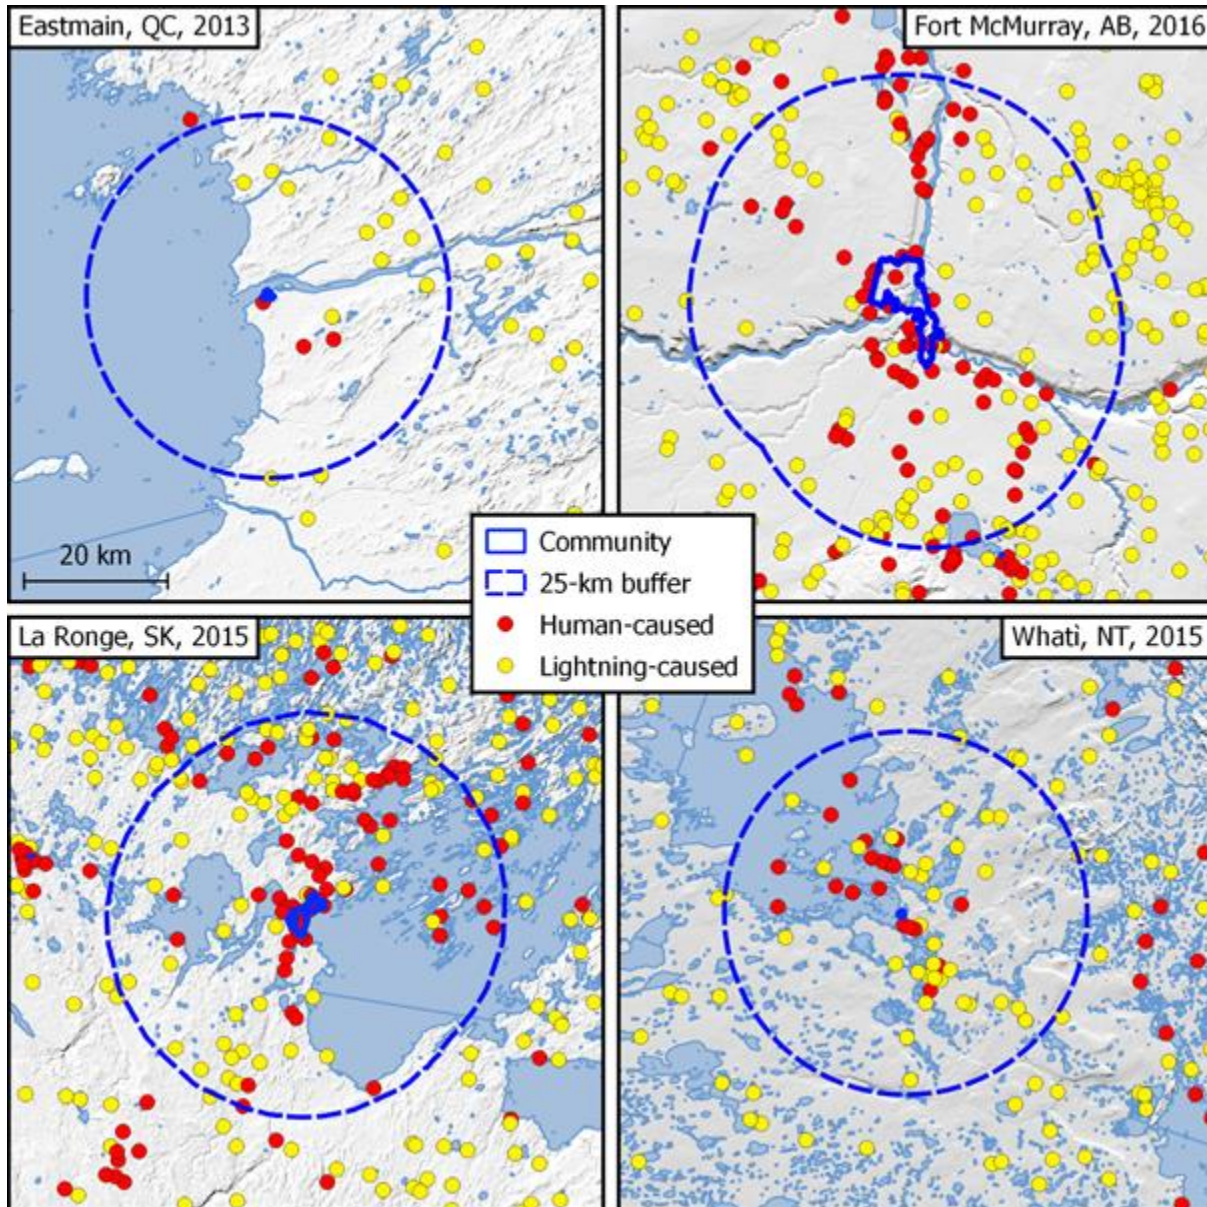 Eastmain, QC, 2013
Fort McMurray, AB, 2016
20 km
Community
25-km buffer
Human-caused
Lightning-caused
La Ronge, SK, 2015
Whatì, NT, 2015